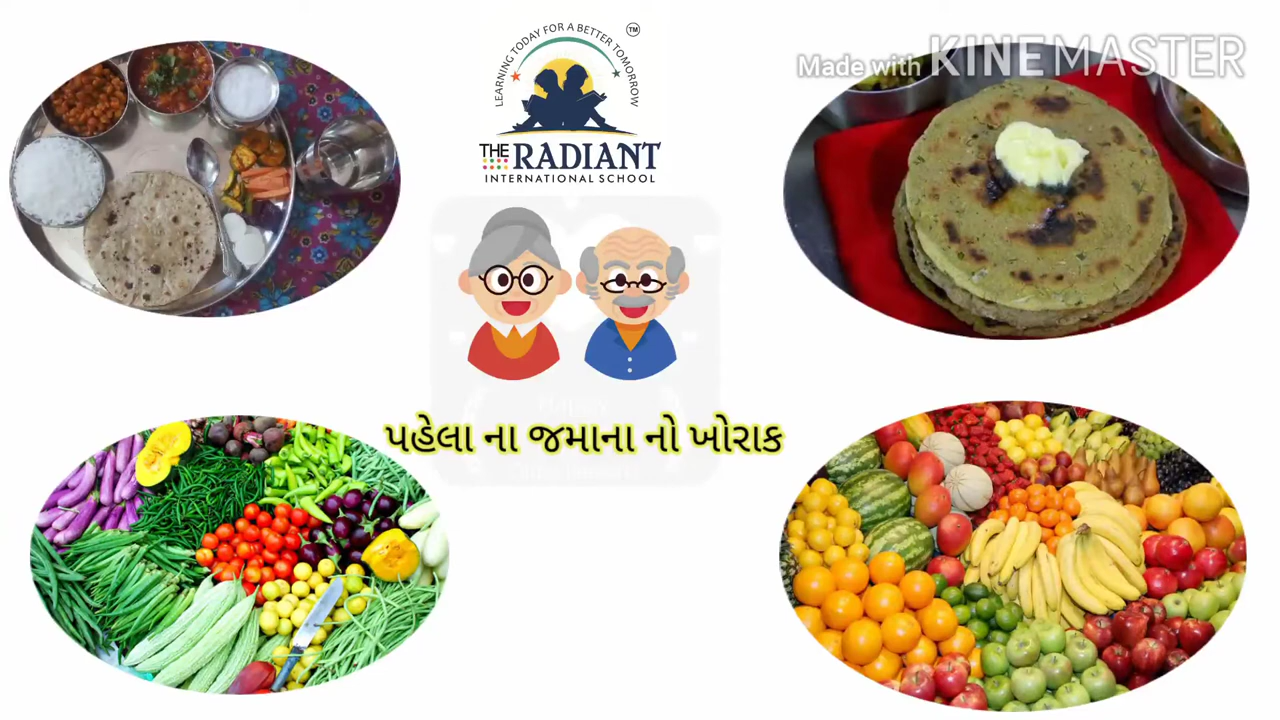 LEARNING TODAY FOR A BETTER TOMORROW
TM
THE RADIANT
INTERNATIONAL SCHOOL
Made with KINEMASTER
પહેલા ના જમાના નો ખોરાક